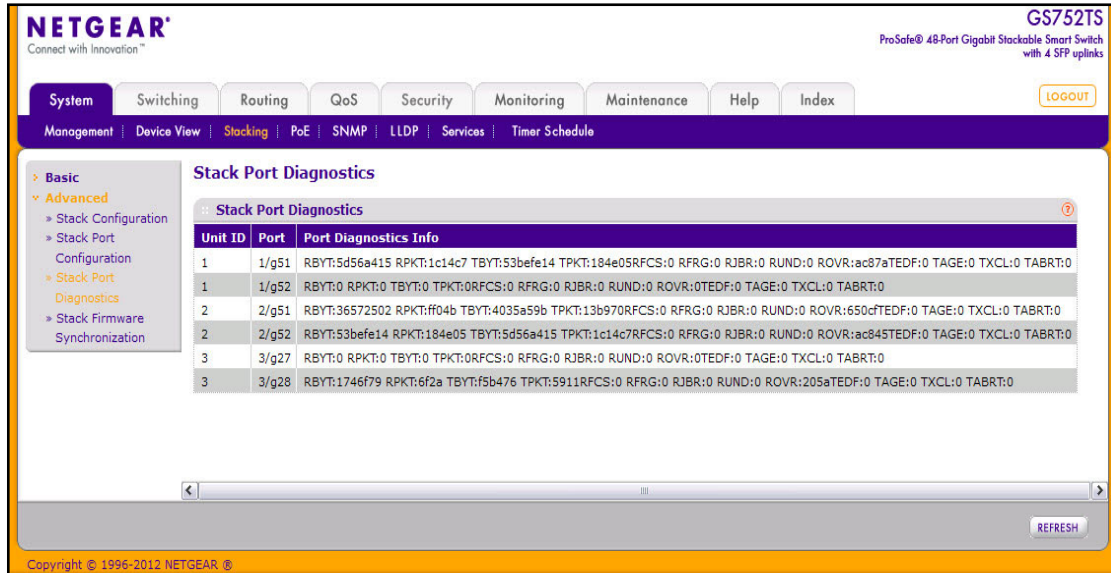 NETGEAR®
Connect with Innovation™
GS752TS
ProSafe® 48-Port Gigabit Stackable Smart Switch
with 4 SFP uplinks
System Switching Routing QoS Security Monitoring Maintenance Help Index LOGOUT
Management Device View Stacking PoE SNMP LLDP Services Timer Schedule
Basic
Advanced
» Stack Configuration
» Stack Port
Configuration
» Stack Port
Diagnostics
» Stack Firmware
Synchronization
Stack Port Diagnostics
Stack Port Diagnostics ?
Unit ID Port Port Diagnostics Info
1 1/g51 RBYT:5d56a415 RPKT:1c14c7 TBYT:53befe14 TPKT:184e05RFCS:0 RFRG:0 RJBR:0 RUND:0 ROVR:ac87aTEDF:0 TAGE:0 TXCL:0 TABRT:0
1 1/g52 RBYT:0 RPKT:0 TBYT:0 TPKT:0RFCS:0 RFRG:0 RJBR:0 RUND:0 ROVR:0TEDF:0 TAGE:0 TXCL:0 TABRT:0
2 2/g51 RBYT:36572502 RPKT:ff04b TBYT:4035a59b TPKT:13b970RFCS:0 RFRG:0 RJBR:0 RUND:0 ROVR:650cfTEDF:0 TAGE:0 TXCL:0 TABRT:0
2 2/g52 RBYT:53befe14 RPKT:184e05 TBYT:5d56a415 TPKT:1c14c7RFCS:0 RFRG:0 RJBR:0 RUND:0 ROVR:ac845TEDF:0 TAGE:0 TXCL:0 TABRT:0
3 3/g27 RBYT:0 RPKT:0 TBYT:0 TPKT:0RFCS:0 RFRG:0 RJBR:0 RUND:0 ROVR:0TEDF:0 TAGE:0 TXCL:0 TABRT:0
3 3/g28 RBYT:1746f79 RPKT:6f2a TBYT:f5b476 TPKT:5911RFCS:0 RFRG:0 RJBR:0 RUND:0 ROVR:205aTEDF:0 TAGE:0 TXCL:0 TABRT:0
REFRESH
Copyright © 1996-2012 NETGEAR ®